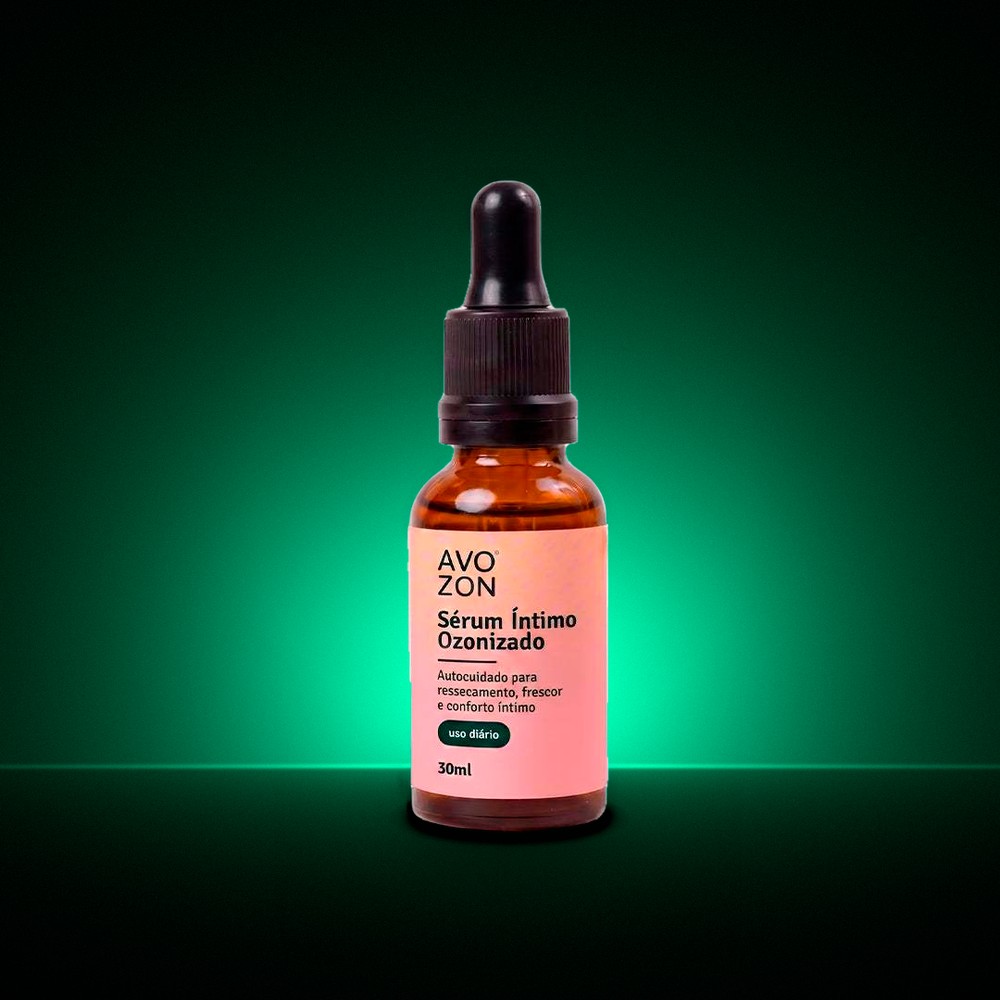 AVO°
ZON
Sérum Íntimo
Ozonizado
Autocuidado para
ressecamento, frescor
e conforto íntimo
uso diário
30ml